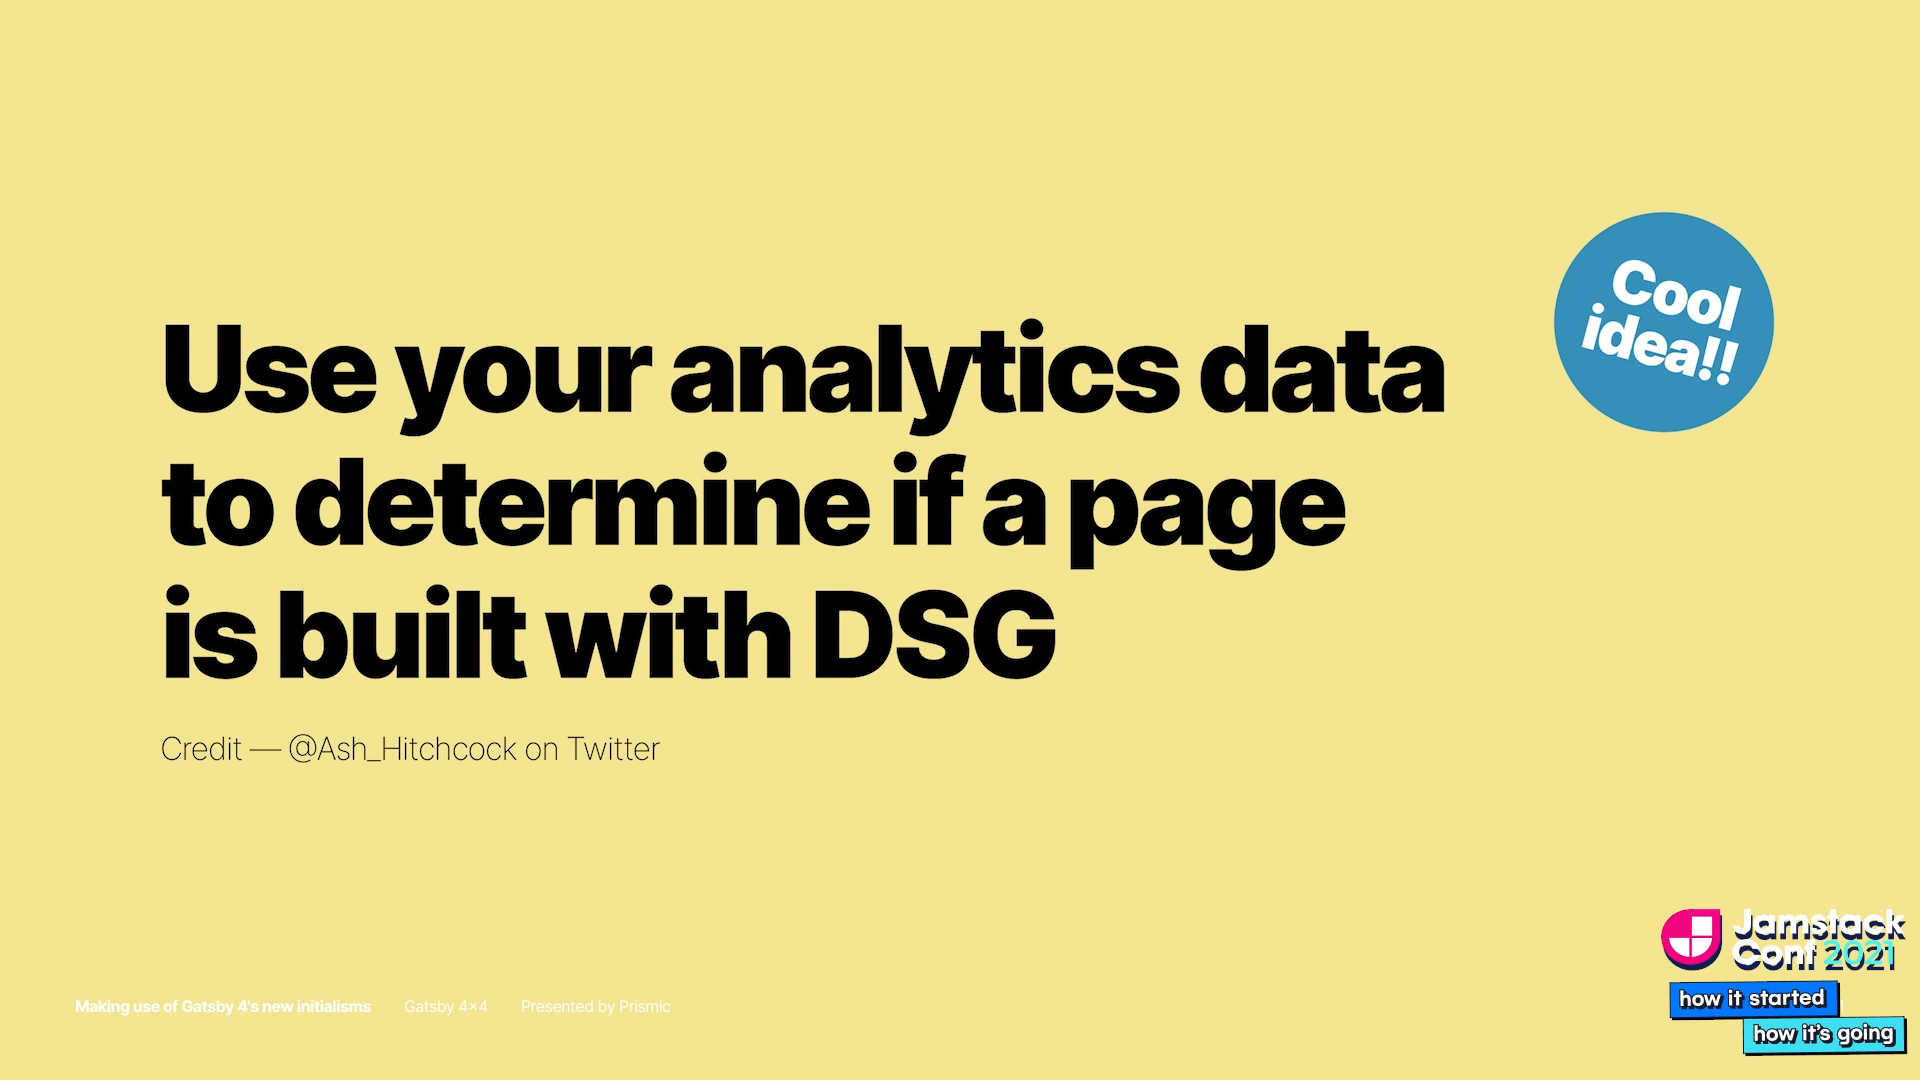 Cool
idea!!
Use your analytics data
to determine if a page
is built with DSG
Credit — @Ash_Hitchcock on Twitter
Making use of Gatsby 4's new initialisms Gatsby 4×4 Presented by Prismic
Jamstack
Conf 2021
how it started
how it's going